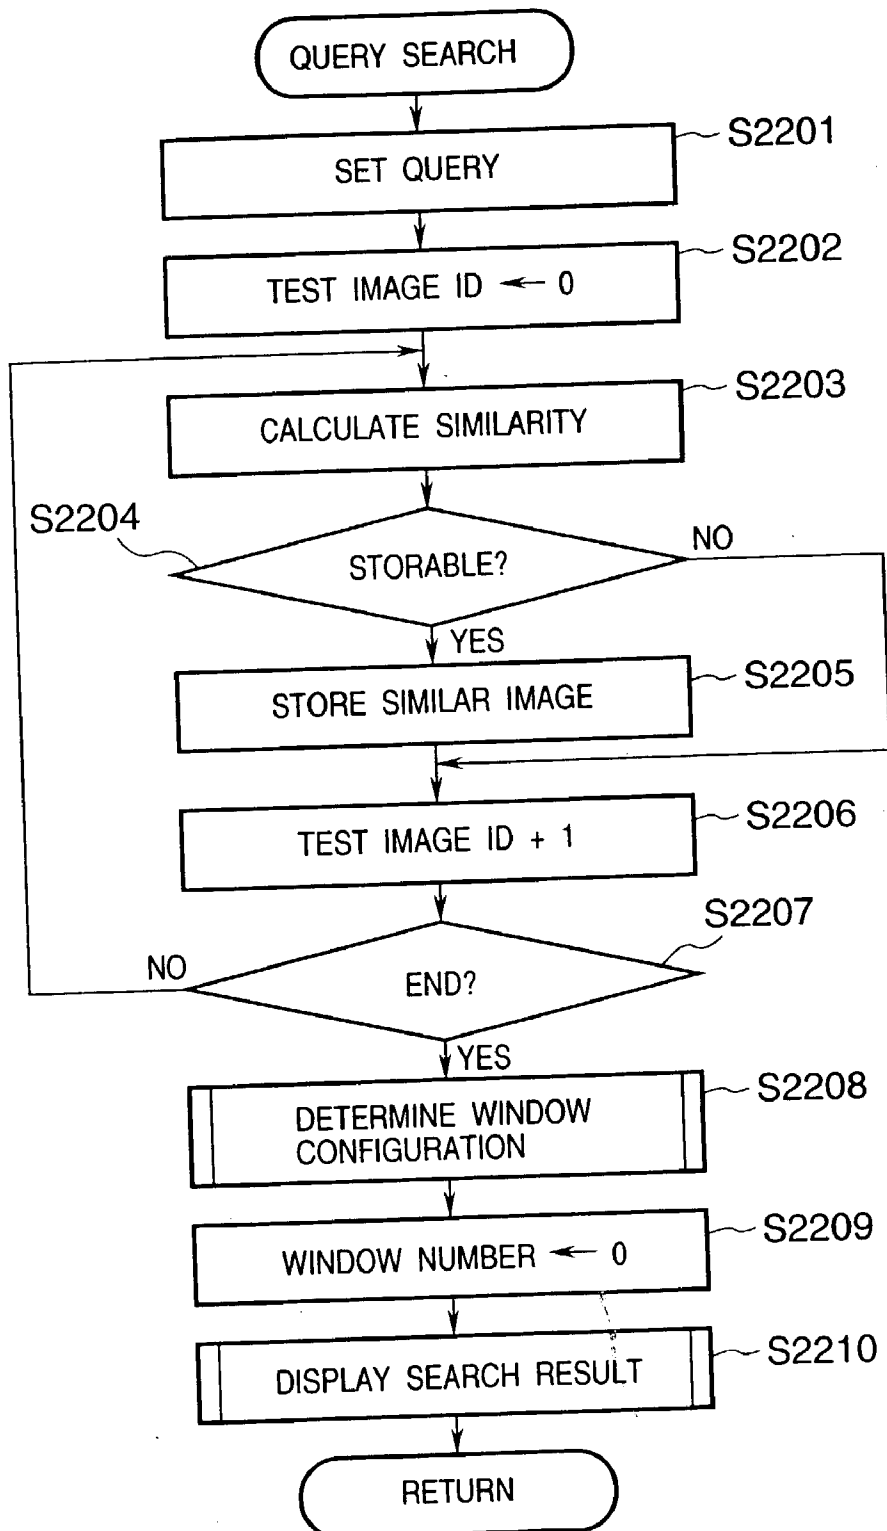 QUERY SEARCH
S2201
SET QUERY
S2202
TEST IMAGE ID ← 0
S2203
CALCULATE SIMILARITY
S2204
STORABLE?
NO
YES
S2205
STORE SIMILAR IMAGE
S2206
TEST IMAGE ID + 1
S2207
NO
END?
YES
S2208
DETERMINE WINDOW
CONFIGURATION
S2209
WINDOW NUMBER ← 0
S2210
DISPLAY SEARCH RESULT
RETURN